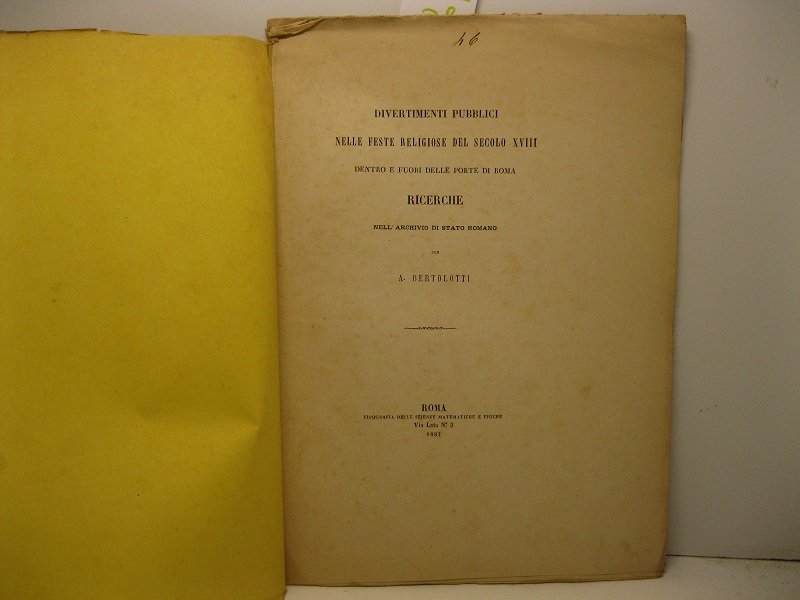 46
DIVERTIMENTI PUBBLICI
NELLE FESTE RELIGIOSE DEL SECOLO XVIII
DENTRO E FUORI DELLE PORTE DI ROMA
RICERCHE
NELL' ARCHIVIO DI STATO ROMANO
PER
A. BERTOLOTTI
ROMA
TIPOGRAFIA DELLE SCIENZE MATEMATICHE E FISICHE
Via Lata N.° 3
1887